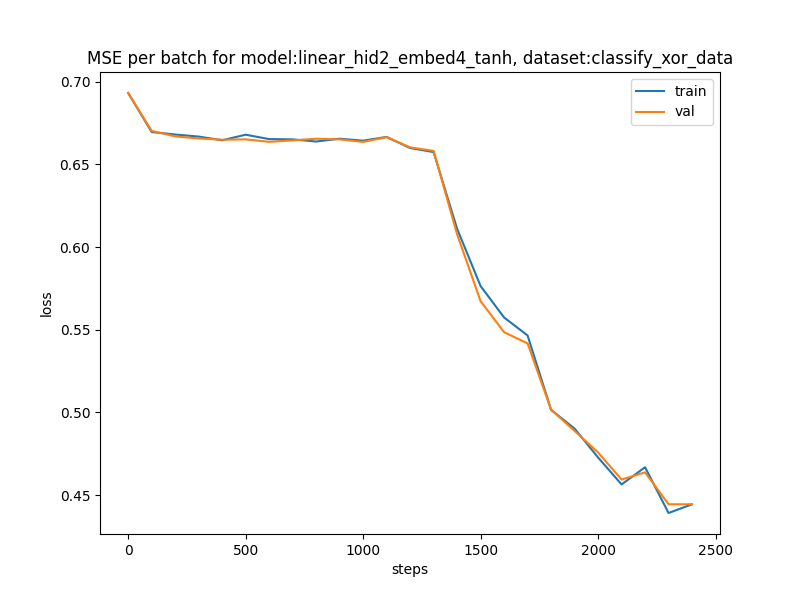 MSE per batch for model:linear_hid2_embed4_tanh, dataset:classify_xor_data
train
val
0.70
0.65
0.60
0.55
0.50
0.45
loss
0 500 1000 1500 2000 2500
steps